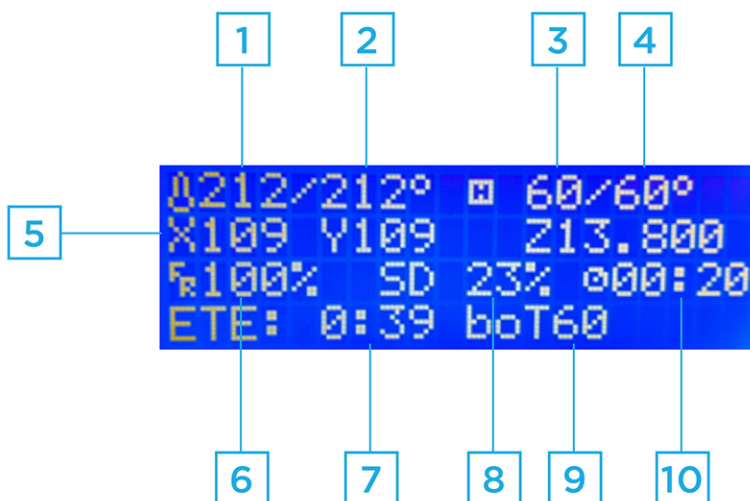 1 2 3 4
212/212° H 60/60°
5
X109 Y109 Z13.800
FR100% SD 23% 00:20
ETE: 0:39 boT60
6 7 8 9 10